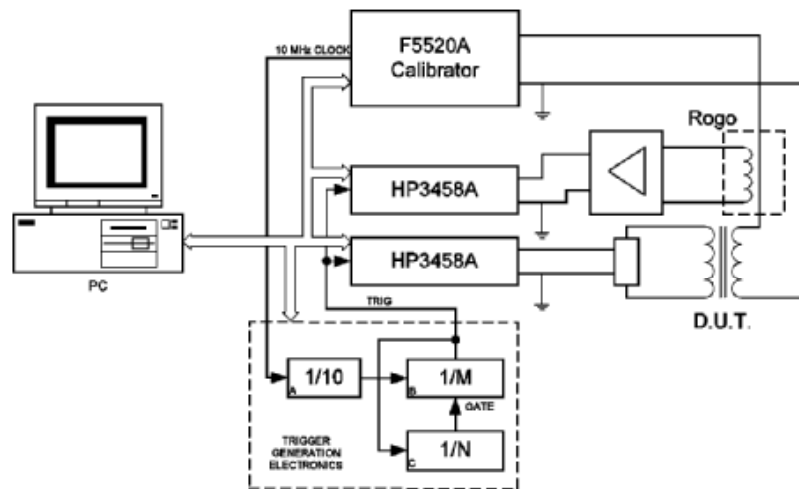 10 MHz CLOCK
F5520A
Calibrator
Rogo
HP3458A
HP3458A
PC
TRIG
D.U.T.
1/10
A
1/M
B
GATE
1/N
C
TRIGGER
GENERATION
ELECTRONICS